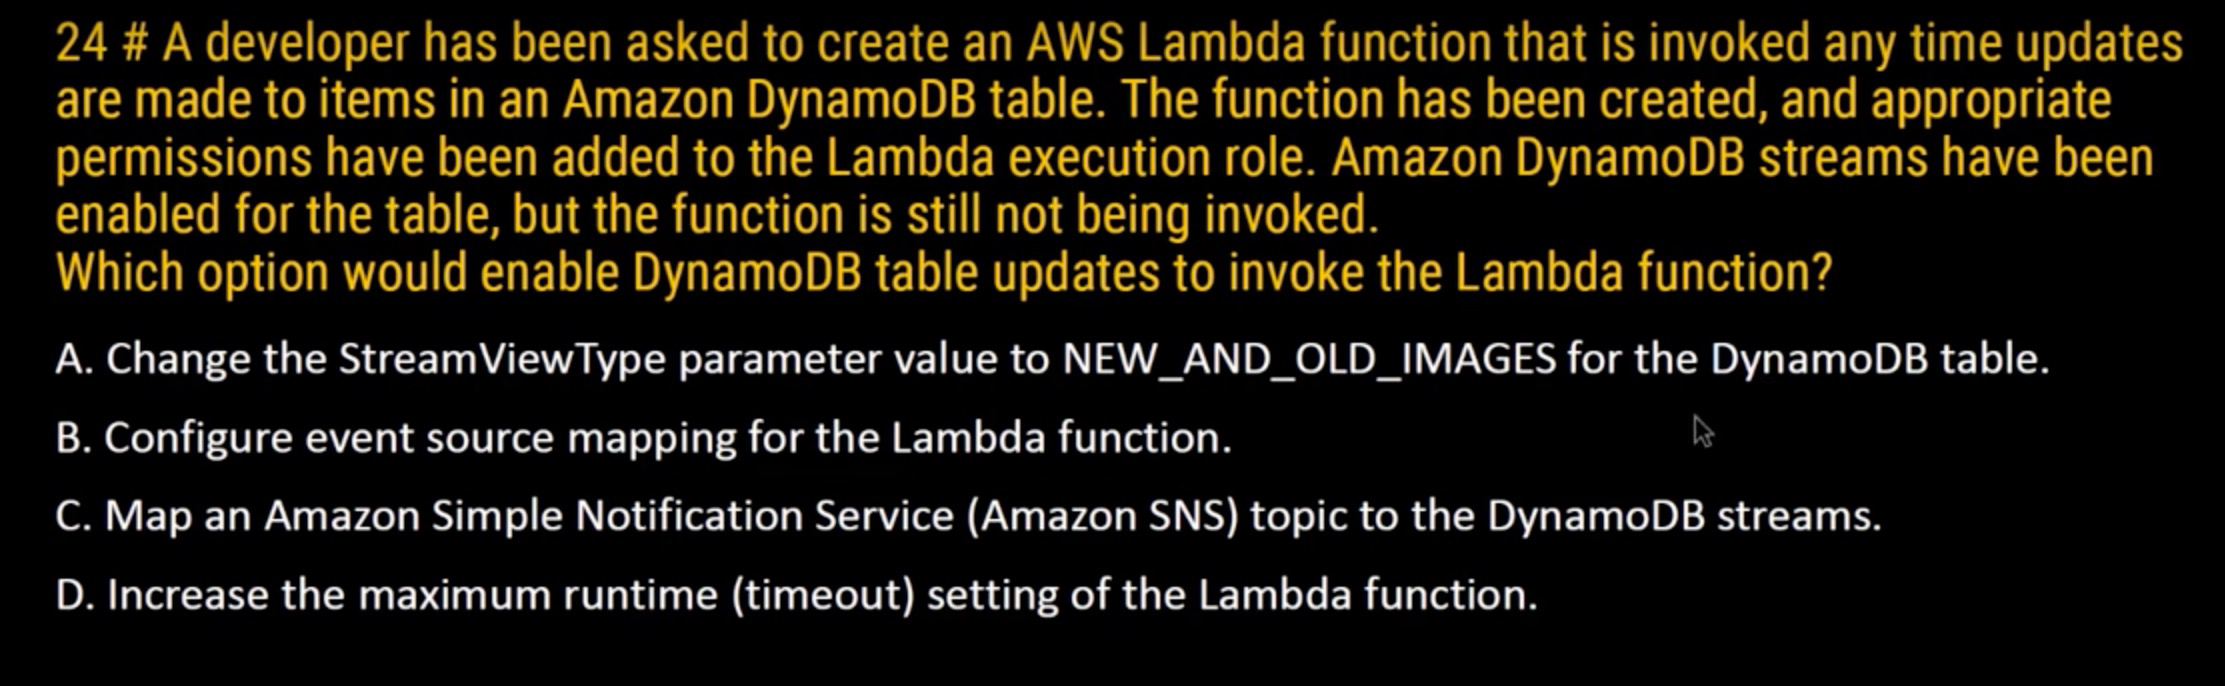 24 # A developer has been asked to create an AWS Lambda function that is invoked any time updates
are made to items in an Amazon DynamoDB table. The function has been created, and appropriate
permissions have been added to the Lambda execution role. Amazon DynamoDB streams have been
enabled for the table, but the function is still not being invoked.
Which option would enable DynamoDB table updates to invoke the Lambda function?
A. Change the StreamViewType parameter value to NEW_AND_OLD_IMAGES for the DynamoDB table.
B. Configure event source mapping for the Lambda function.
C. Map an Amazon Simple Notification Service (Amazon SNS) topic to the DynamoDB streams.
D. Increase the maximum runtime (timeout) setting of the Lambda function.